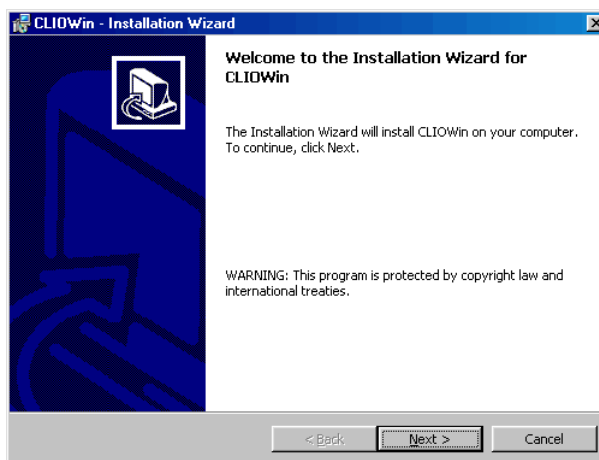 CLIOWin - Installation Wizard
Welcome to the Installation Wizard for
CLIOWin
The Installation Wizard will install CLIOWin on your computer.
To continue, click Next.
WARNING: This program is protected by copyright law and
international treaties.
< Back
Next >
Cancel